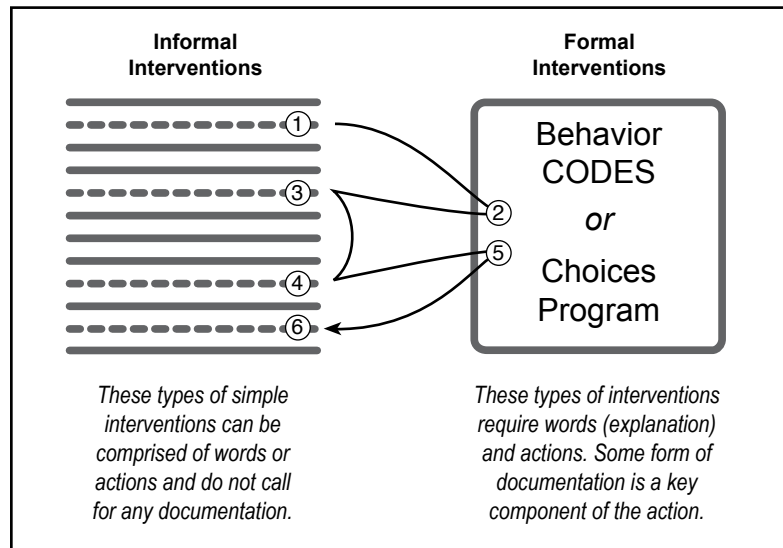 Informal
Interventions
Formal
Interventions
1
3
4
6
2
5
Behavior
CODES
or
Choices
Program
These types of simple
interventions can be
comprised of words or
actions and do not call
for any documentation.
These types of interventions
require words (explanation)
and actions. Some form of
documentation is a key
component of the action.